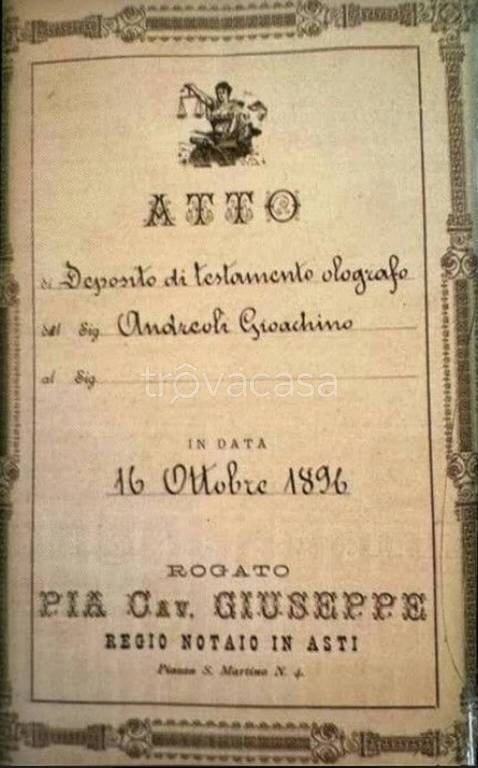 ATTO
di Deposito di testamento olografo
del Sig. Andreoli Gioachino
al Sig.
trovacasa
IN DATA
16 Ottobre 1896
ROGATO
PIA CAV. GIUSEPPE
REGIO NOTAIO IN ASTI
Piazza S. Martino N. 4.